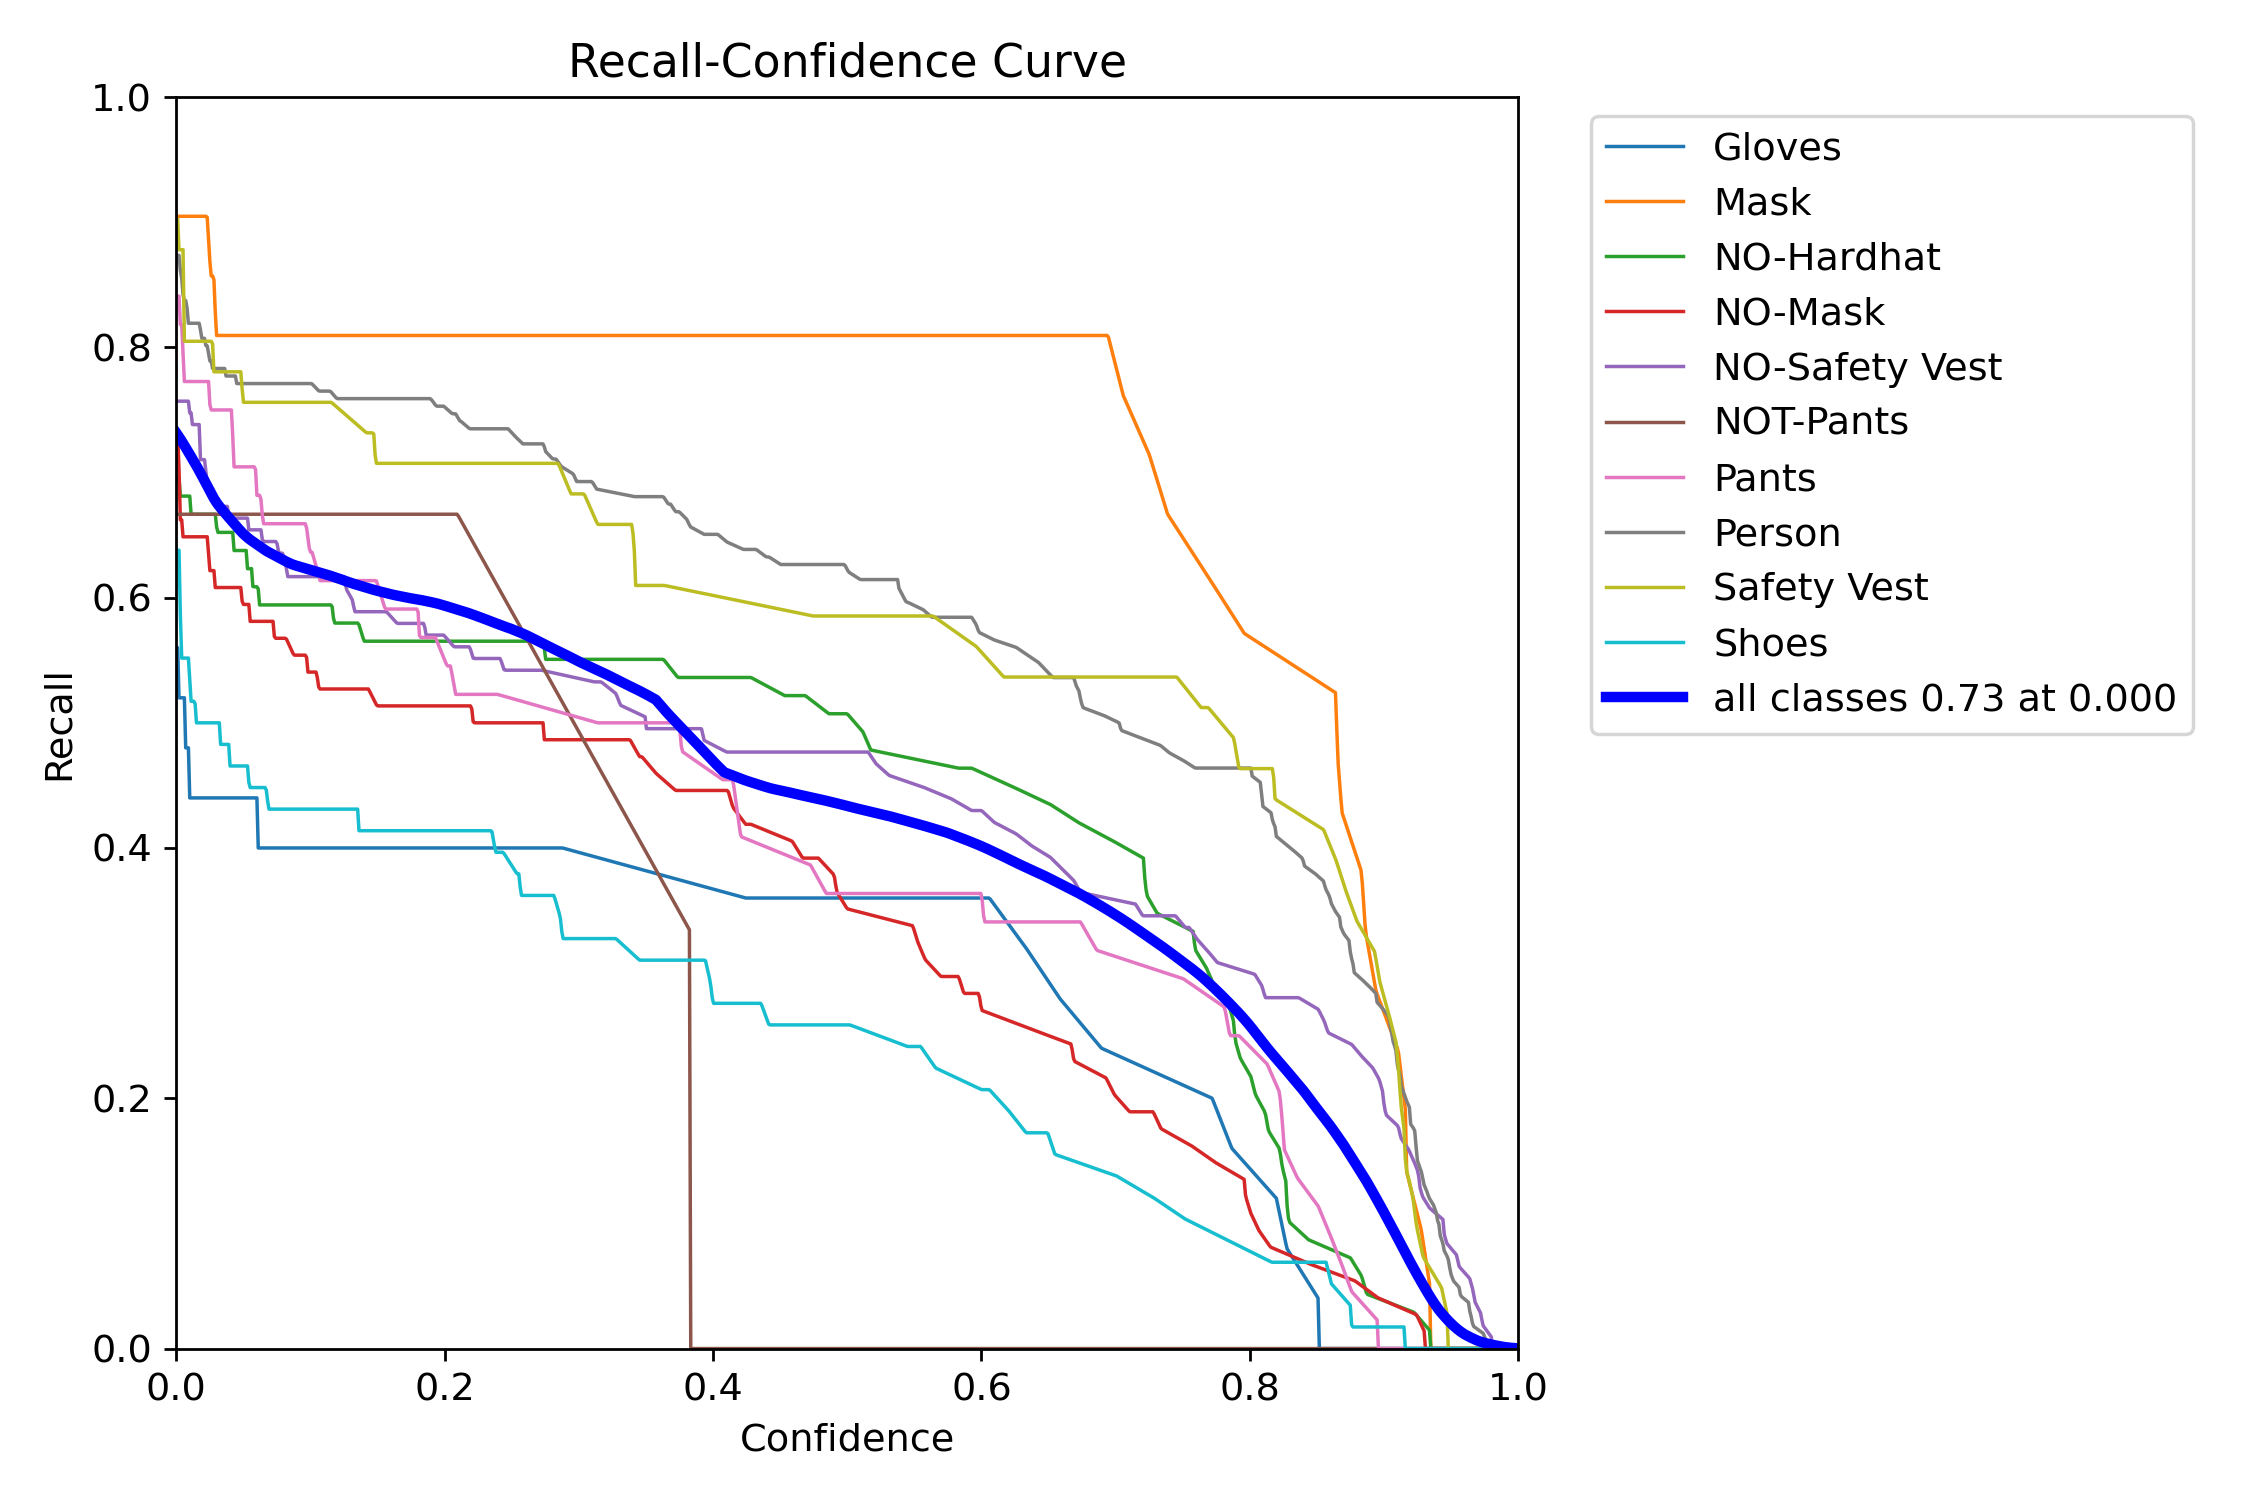 Recall-Confidence Curve
1.0
0.8
0.6
0.4
0.2
0.0
Recall
0.0 0.2 0.4 0.6 0.8 1.0
Confidence
Gloves
Mask
NO-Hardhat
NO-Mask
NO-Safety Vest
NOT-Pants
Pants
Person
Safety Vest
Shoes
all classes 0.73 at 0.000